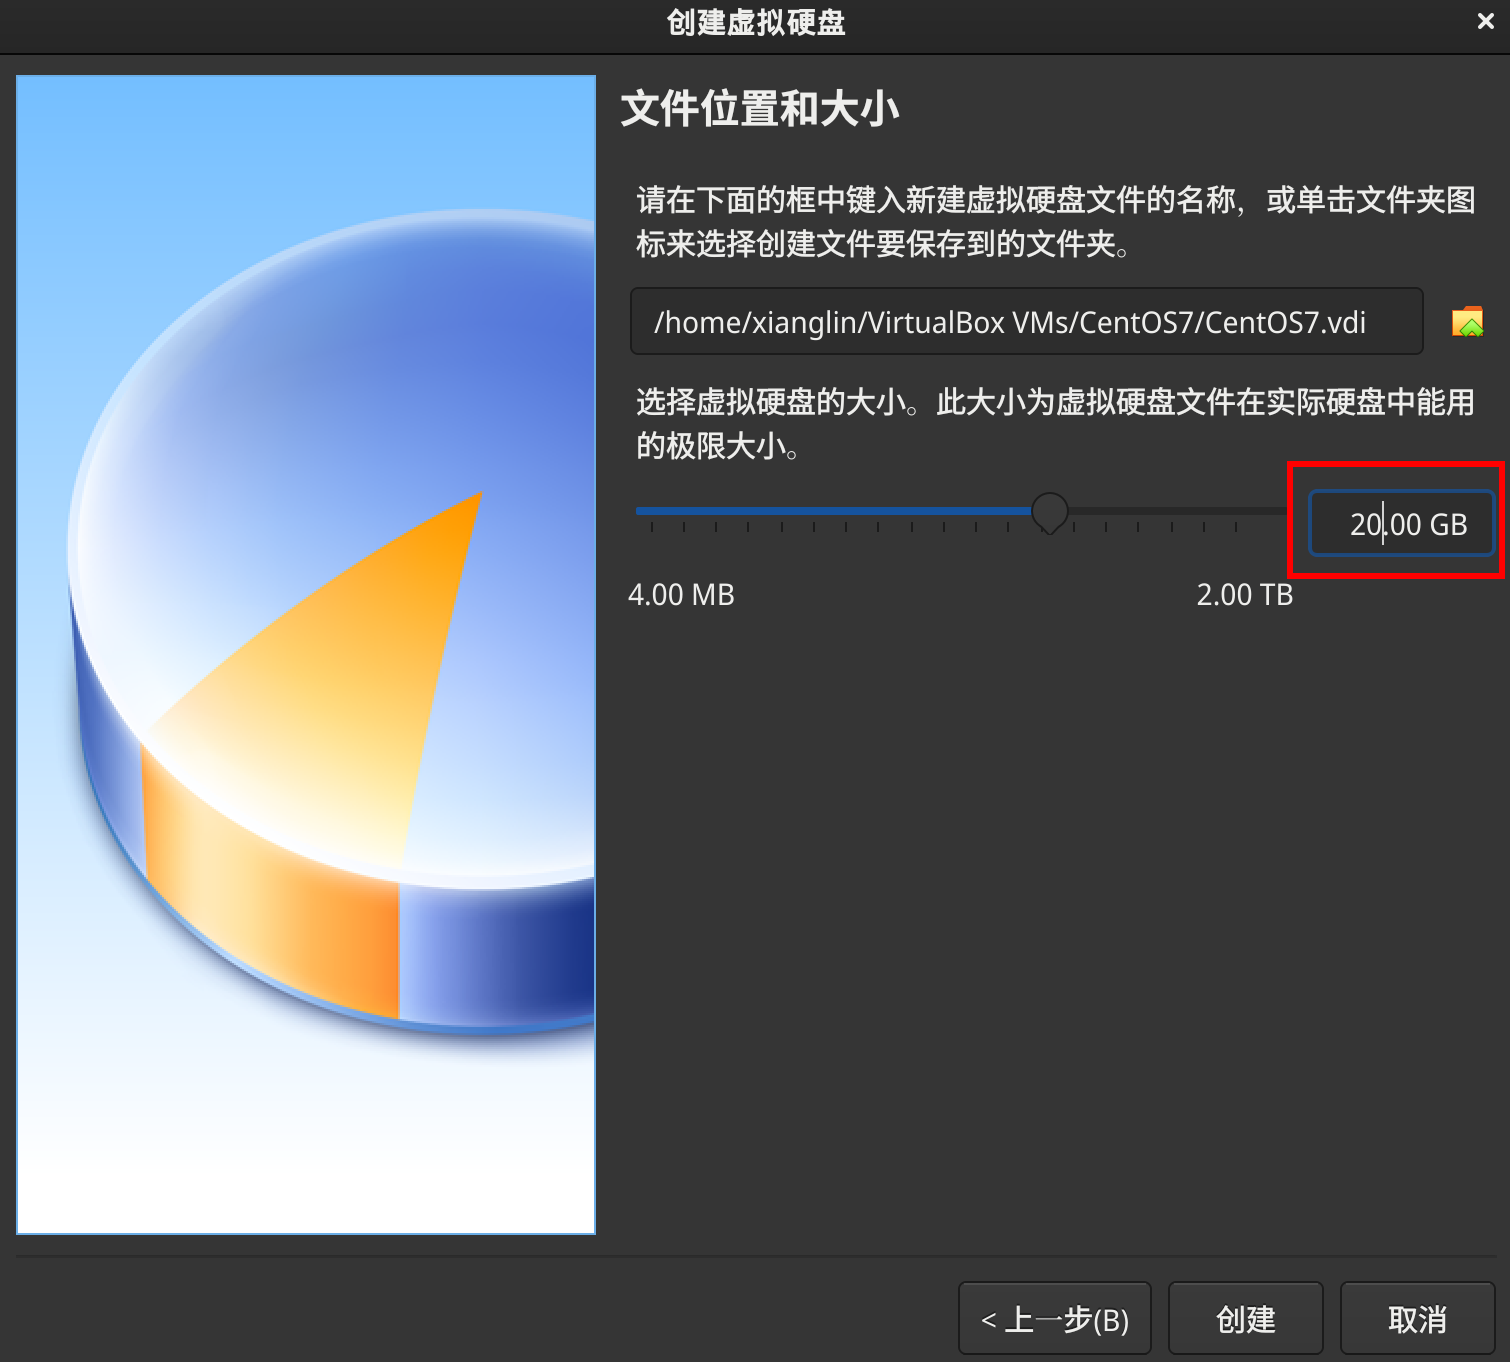 创建虚拟硬盘
文件位置和大小
请在下面的框中键入新建虚拟硬盘文件的名称，或单击文件夹图
标来选择创建文件要保存到的文件夹。
/home/xianglin/VirtualBox VMs/CentOS7/CentOS7.vdi
选择虚拟硬盘的大小。此大小为虚拟硬盘文件在实际硬盘中能用
的极限大小。
20.00 GB
4.00 MB
2.00 TB
< 上一步(B)
创建
取消